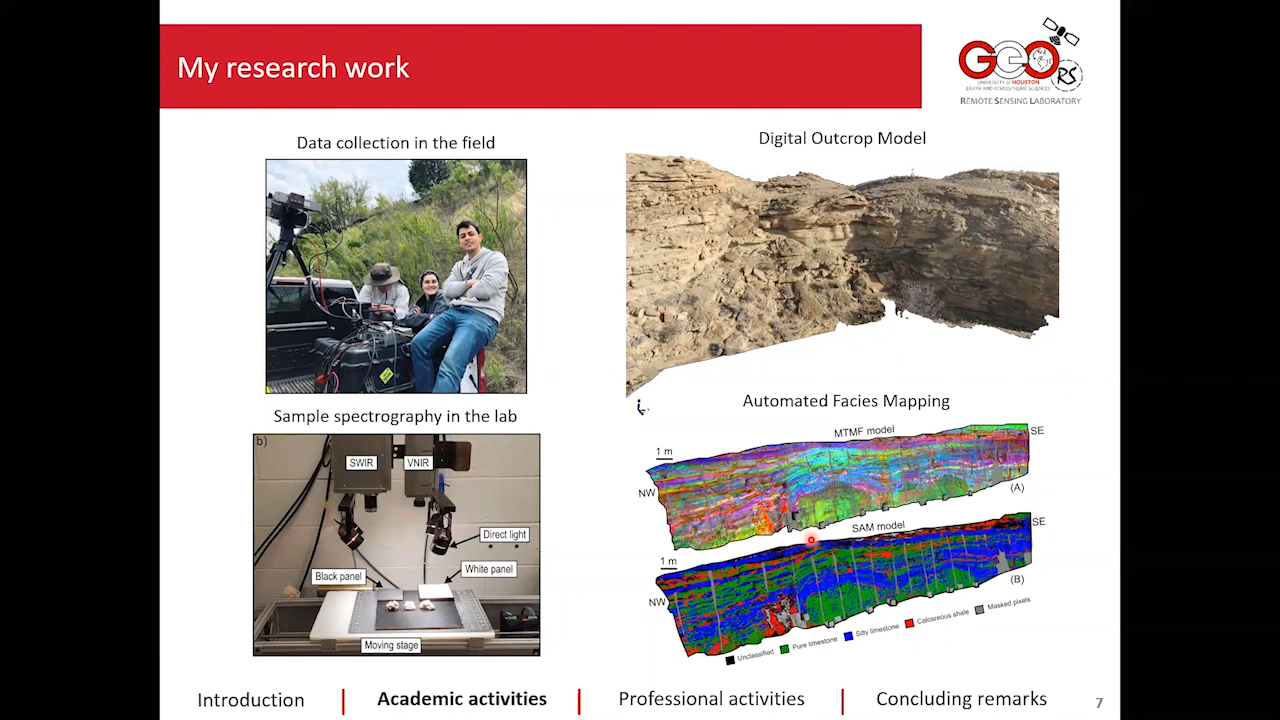 My research work
GEO RS
UNIVERSITY of HOUSTON
EARTH AND ATMOSPHERIC SCIENCES
REMOTE SENSING LABORATORY
Data collection in the field
Digital Outcrop Model
Sample spectrography in the lab
b)
SWIR
VNIR
Direct light
White panel
Black panel
Moving stage
Automated Facies Mapping
MTMF model
SE
1 m
NW
(A)
SAM model
SE
1 m
NW
(B)
Unclassified Pure limestone Silty limestone Calcareous shale Masked pixels
Introduction | Academic activities | Professional activities | Concluding remarks
7